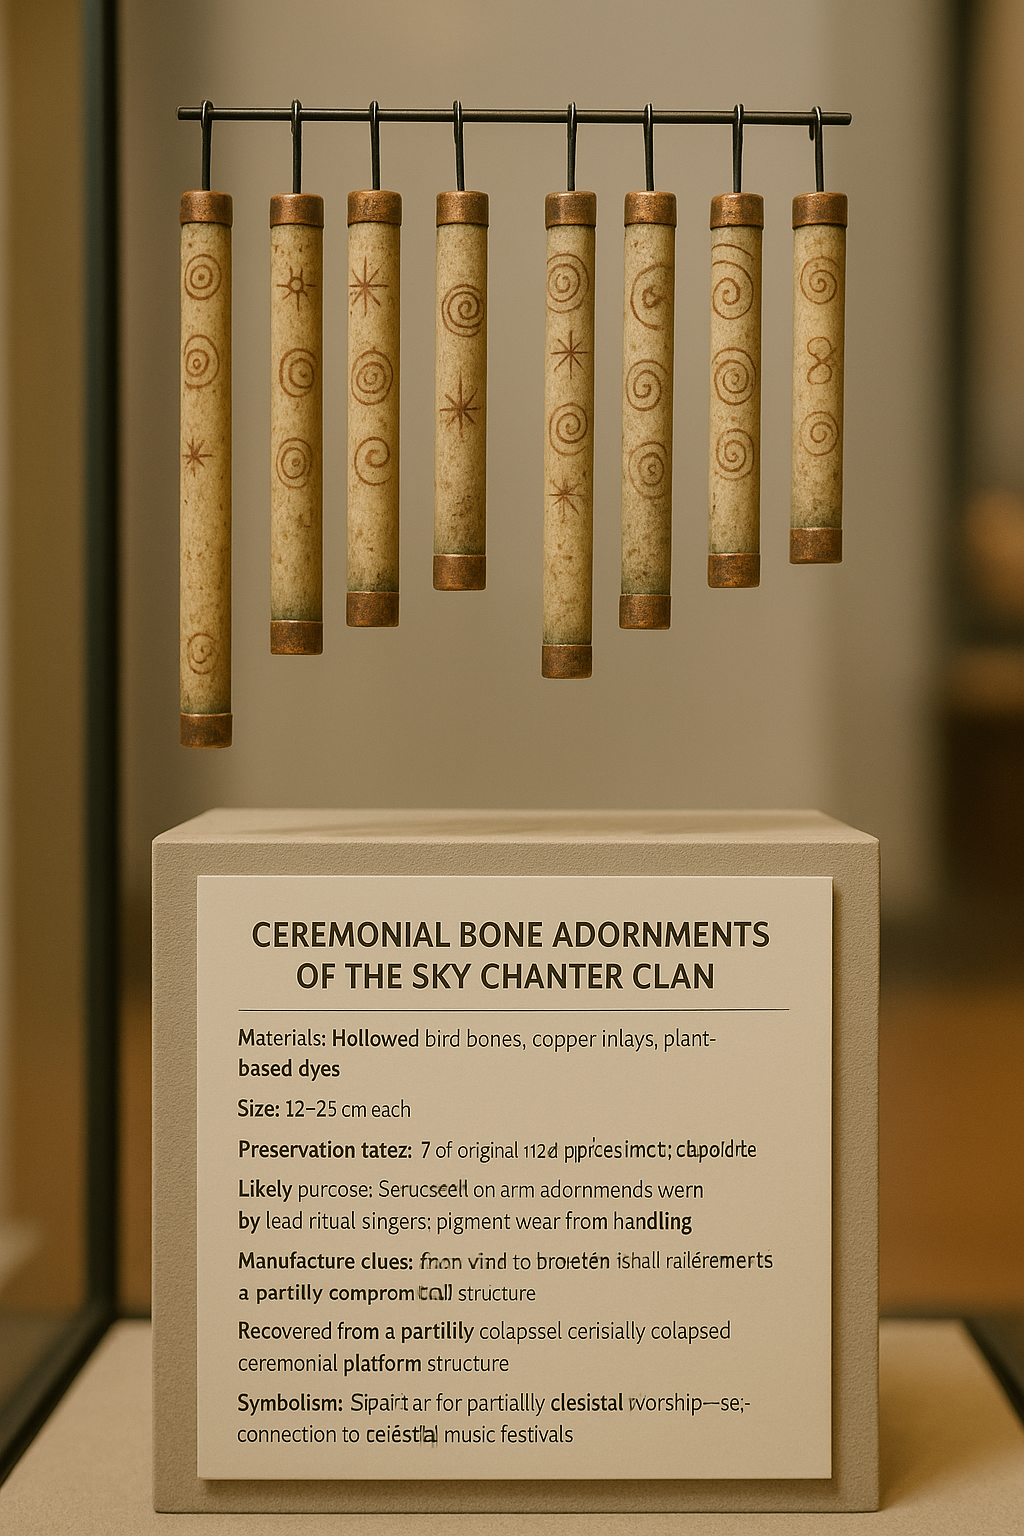 CEREMONIAL BONE ADORNMENTS
OF THE SKY CHANTER CLAN
Materials: Hollowed bird bones, copper inlays, plant-
based dyes
Size: 12–25 cm each
Preservation tatez: 7 of original
Likely purcose: on arm adornmends wern
by lead ritual singers: pigment wear from handling
Manufacture clues: to
a partilly structure
Recovered from a partilily colapssel cerisially colapsed
ceremonial platform structure
Symbolism: ar for partiallly clesistal worship—se;-
connection to music festivals